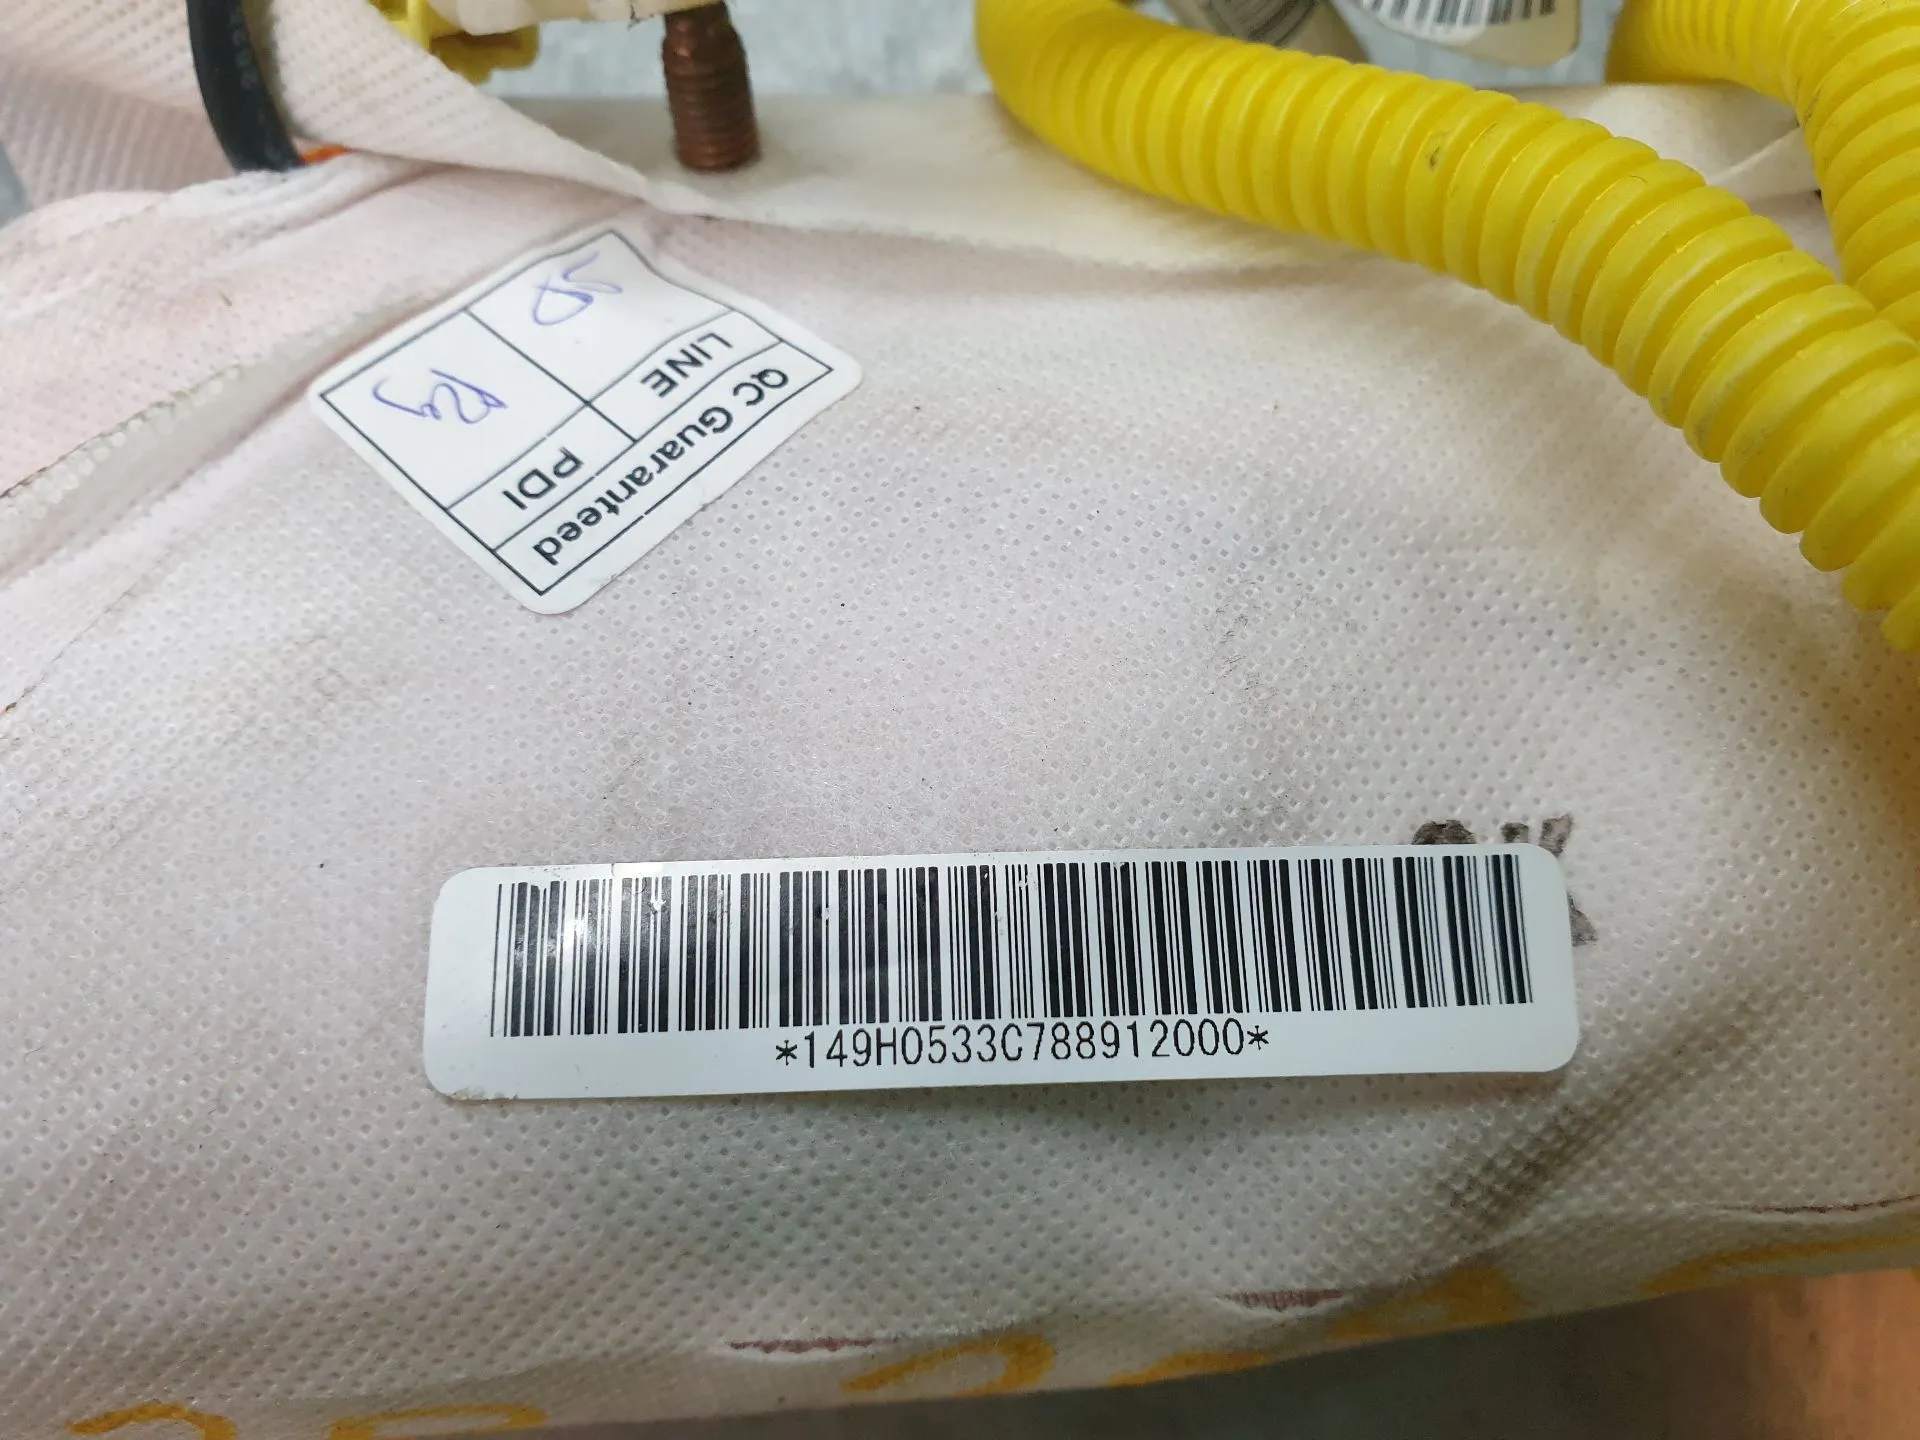 QC Guaranteed
LINE
PDI
*149H0533C788912000*